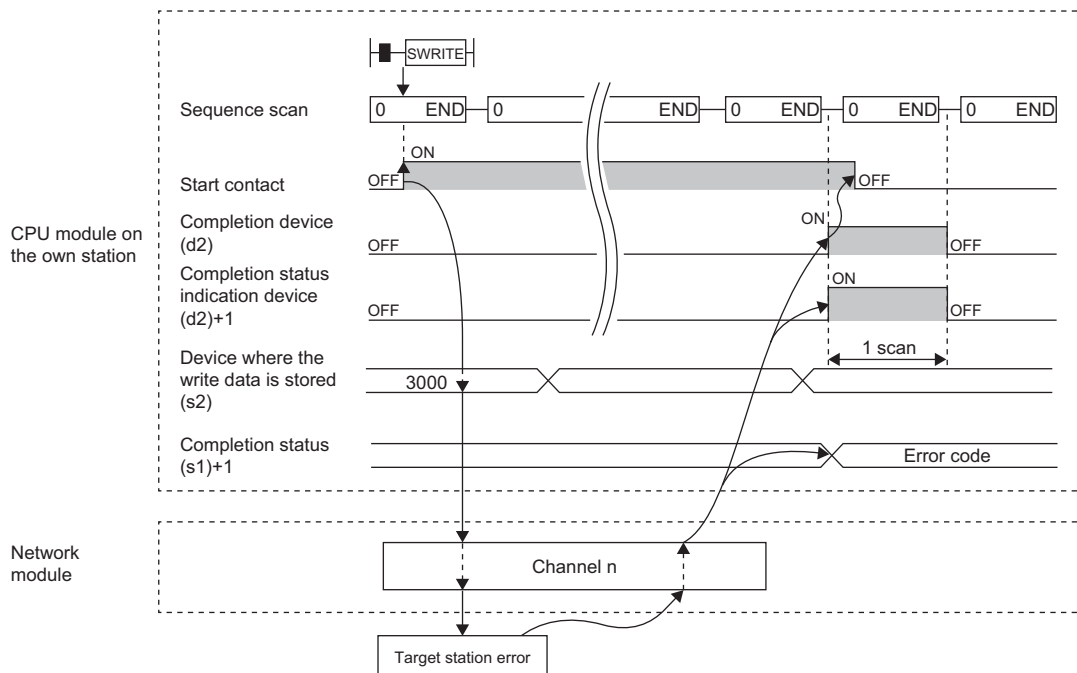 SWRITE
Sequence scan
0 END 0 END 0 END 0 END 0 END
ON
Start contact
OFF
OFF
CPU module on
the own station
Completion device
(d2)
ON
OFF
OFF
Completion status
indication device
(d2)+1
ON
OFF
OFF
1 scan
Device where the
write data is stored
(s2)
3000
Completion status
(s1)+1
Error code
Network
module
Channel n
Target station error